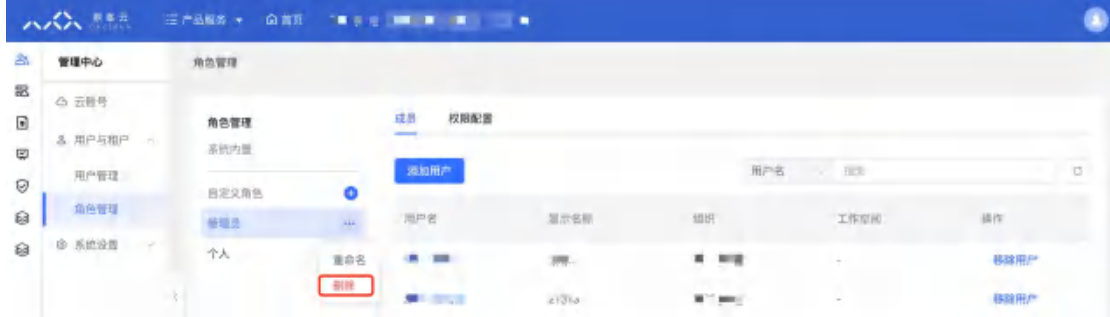 产品服务 首页
管理中心
角色管理
云账号
用户与租户
用户管理
角色管理
系统设置
角色管理
系统内置
自定义角色
管理员
个人
重命名
删除
成员 权限配置
添加用户 用户名 搜索
用户名 显示名称 组织 工作空间 操作
- 移除用户
- 移除用户